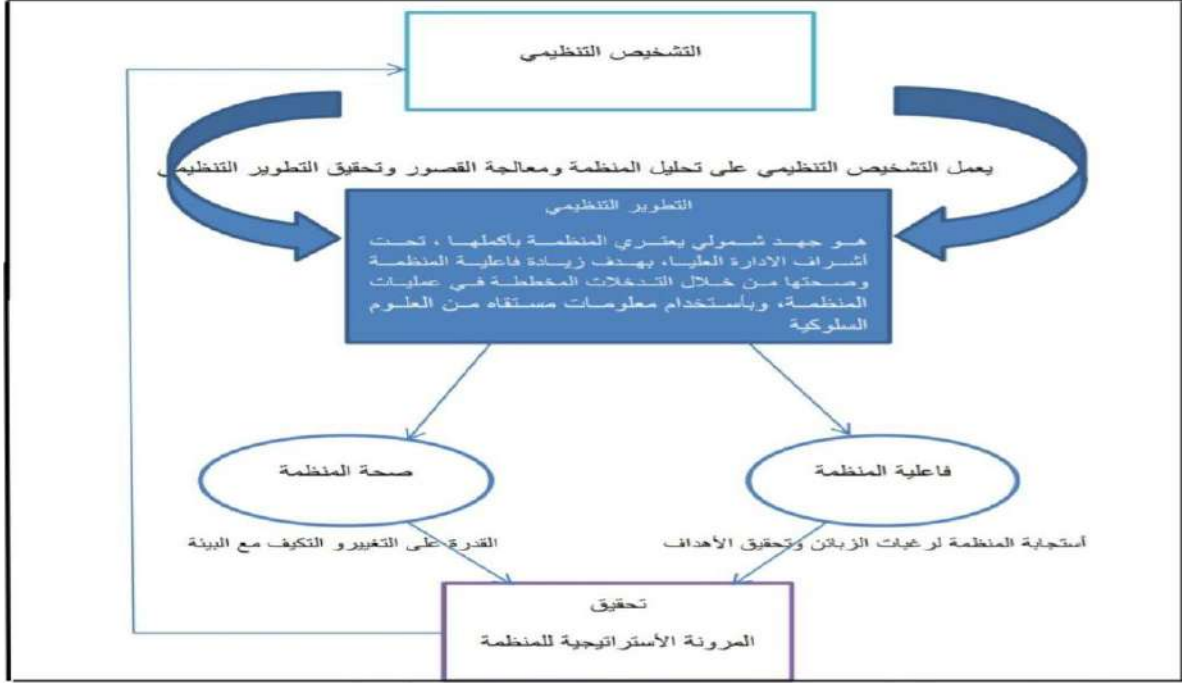 التشخيص التنظيمي
يعمل التشخيص التنظيمي على تحليل المنظمة ومعالجة القصور وتحقيق التطوير التنظيمي
التطوير التنظيمي
هو جهد شمولي يعتري المنظمة بأكملها ، تحت
أشراف الادارة العليا، بهدف زيادة فاعلية المنظمة
وصحتها من خلال التدخلات المخططة في عمليات
المنظمة، وبأستخدام معلومات مستقاه من العلوم
السلوكية
فاعلية المنظمة
صحة المنظمة
أستجابة المنظمة لرغبات الزبائن وتحقيق الأهداف
القدرة على التغييرو التكيف مع البيئة
تحقيق
المرونة الأستراتيجية للمنظمة